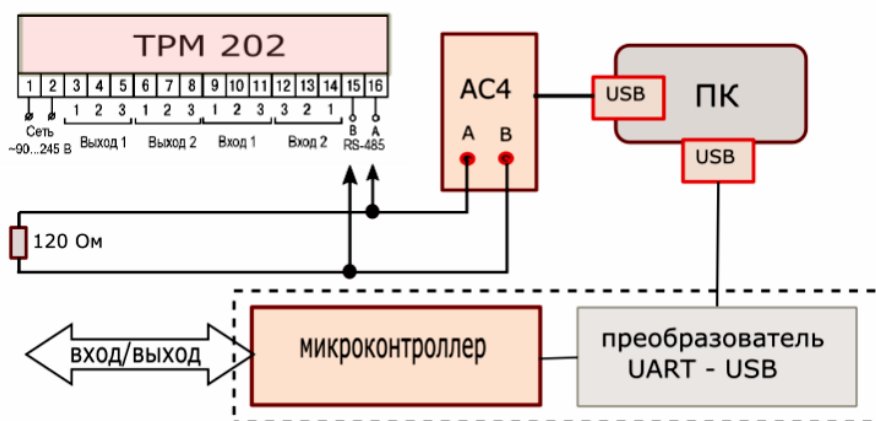 ТРМ 202
1 2 3 4 5 6 7 8 9 10 11 12 13 14 15 16
1 2 3 1 2 3 1 2 3 3 2 1 B A
Сеть
~90...245 В
Выход 1 Выход 2 Вход 1 Вход 2 RS-485
АС4
A B
USB
ПК
USB
120 Ом
вход/выход
микроконтроллер
преобразователь
UART - USB